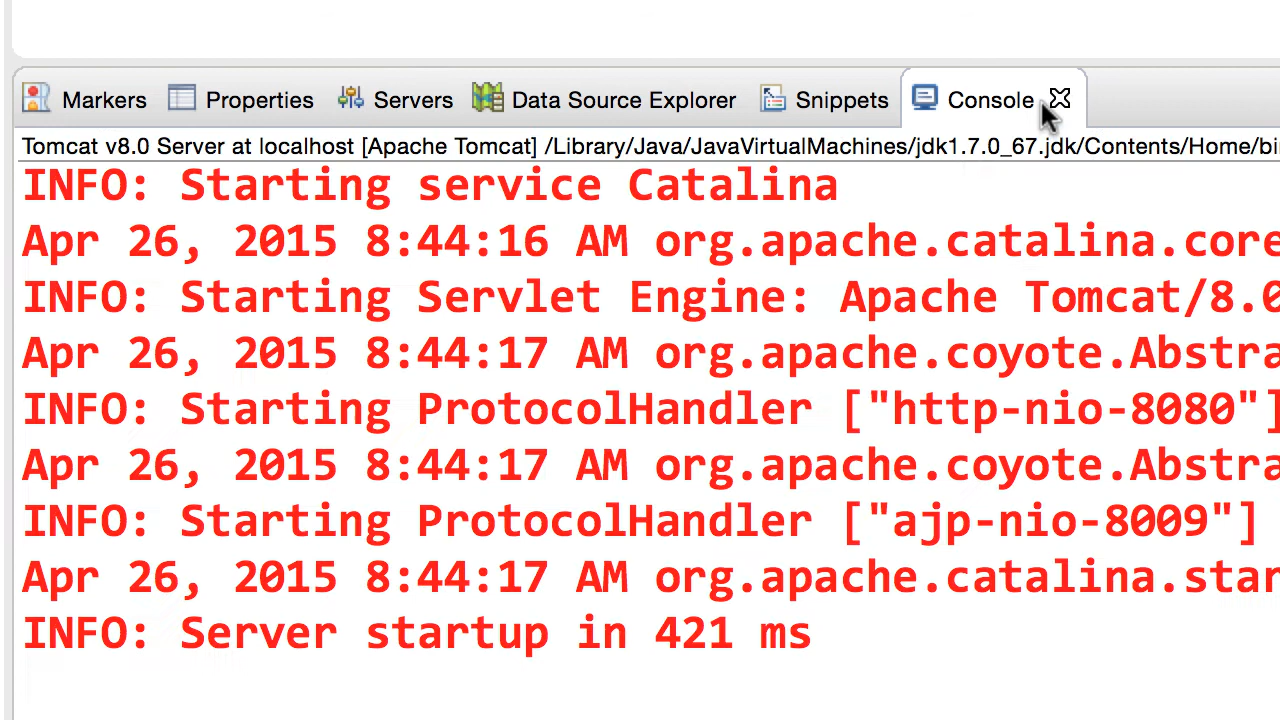 Markers Properties Servers Data Source Explorer Snippets Console
Tomcat v8.0 Server at localhost [Apache Tomcat] /Library/Java/JavaVirtualMachines/jdk1.7.0_67.jdk/Contents/Home/bin
INFO: Starting service Catalina
Apr 26, 2015 8:44:16 AM org.apache.catalina.core
INFO: Starting Servlet Engine: Apache Tomcat/8.0
Apr 26, 2015 8:44:17 AM org.apache.coyote.Abstra
INFO: Starting ProtocolHandler ["http-nio-8080"]
Apr 26, 2015 8:44:17 AM org.apache.coyote.Abstra
INFO: Starting ProtocolHandler ["ajp-nio-8009"]
Apr 26, 2015 8:44:17 AM org.apache.catalina.star
INFO: Server startup in 421 ms